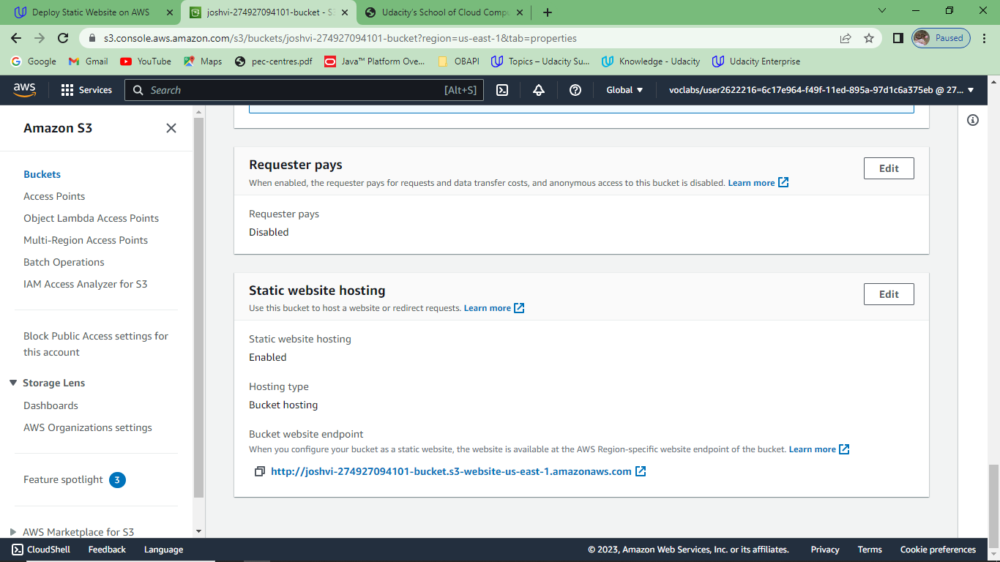 Deploy Static Website on AWS
joshvi-274927094101-bucket - S3
Udacity's School of Cloud Compu
s3.console.aws.amazon.com/s3/buckets/joshvi-274927094101-bucket?region=us-east-1&tab=properties
Paused
Google
Gmail
YouTube
Maps
pec-centres.pdf
Java™ Platform Ove...
OBAPI
Topics – Udacity Su...
Knowledge - Udacity
Udacity Enterprise
aws
Services
Search
[Alt+S]
Global
voclabs/user2622216=6c17e964-f49f-11ed-895a-97d1c6a375eb @ 27...
Amazon S3
Buckets
Access Points
Object Lambda Access Points
Multi-Region Access Points
Batch Operations
IAM Access Analyzer for S3
Block Public Access settings for
this account
Storage Lens
Dashboards
AWS Organizations settings
Feature spotlight 3
AWS Marketplace for S3
Requester pays
Edit
When enabled, the requester pays for requests and data transfer costs, and anonymous access to this bucket is disabled. Learn more
Requester pays
Disabled
Static website hosting
Edit
Use this bucket to host a website or redirect requests. Learn more
Static website hosting
Enabled
Hosting type
Bucket hosting
Bucket website endpoint
When you configure your bucket as a static website, the website is available at the AWS Region-specific website endpoint of the bucket. Learn more
http://joshvi-274927094101-bucket.s3-website-us-east-1.amazonaws.com
CloudShell
Feedback
Language
© 2023, Amazon Web Services, Inc. or its affiliates.
Privacy
Terms
Cookie preferences